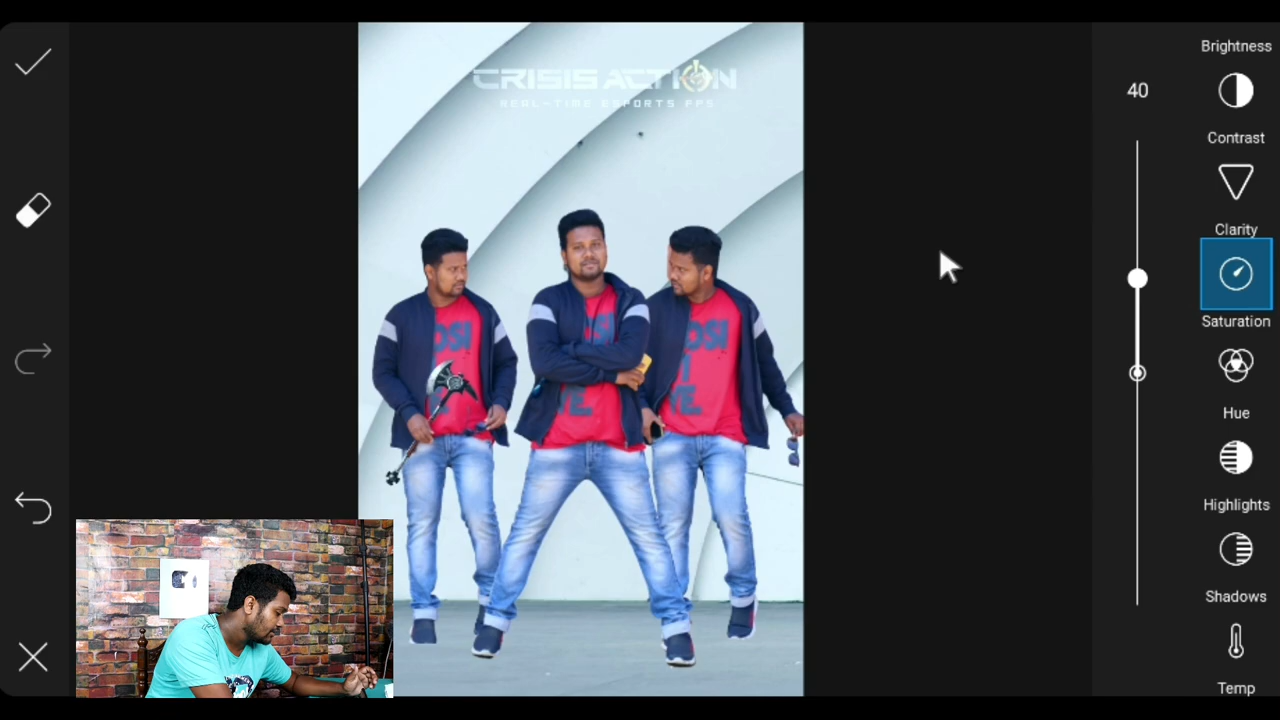 Brightness
40
Contrast
Clarity
Saturation
Hue
Highlights
Shadows
Temp
CRISIS ACTION
REAL-TIME ESPORTS FPS